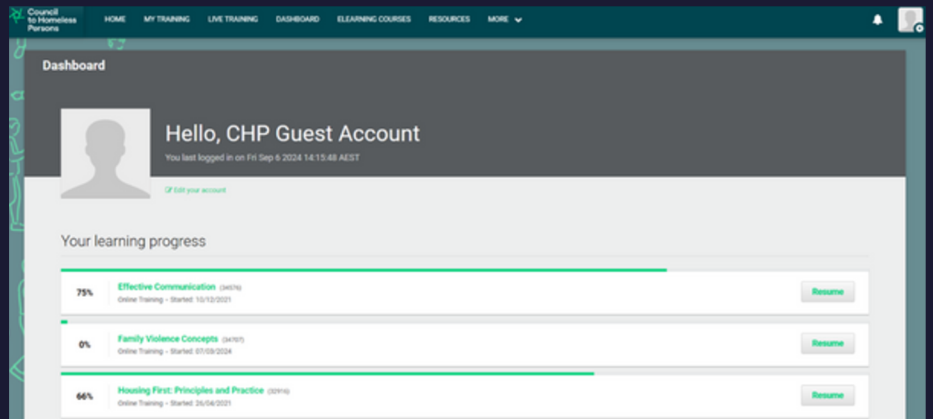 Council
to Homeless
Persons
HOME MY TRAINING LIVE TRAINING DASHBOARD ELEARNING COURSES RESOURCES MORE
Dashboard
Hello, CHP Guest Account
You last logged in on Fri Sep 6 2024 14:15:48 AEST
Edit your account
Your learning progress
75%
Effective Communication (34576)
Online Training – Started: 10/12/2021
Resume
0%
Family Violence Concepts (34707)
Online Training – Started: 07/03/2024
Resume
66%
Housing First: Principles and Practice (32916)
Online Training – Started: 26/04/2021
Resume